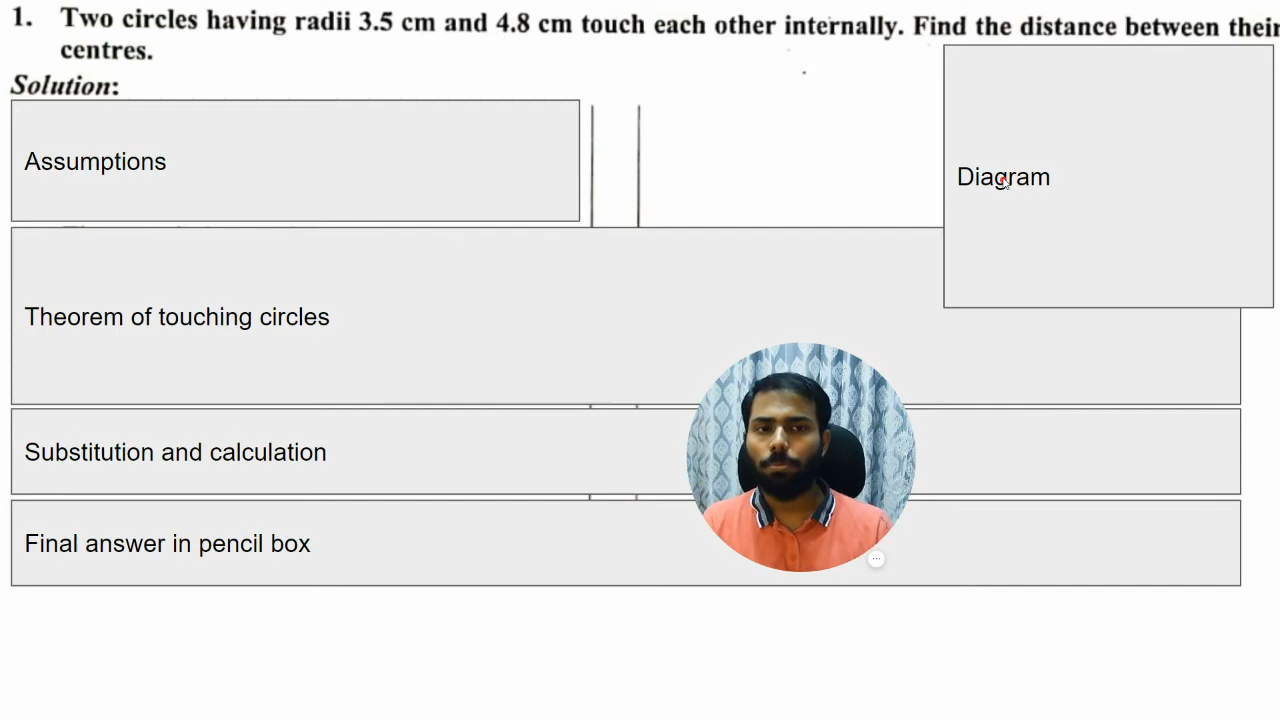 1. Two circles having radii 3.5 cm and 4.8 cm touch each other internally. Find the distance between their
centres.
Solution:
Assumptions
Diagram
Theorem of touching circles
Substitution and calculation
Final answer in pencil box